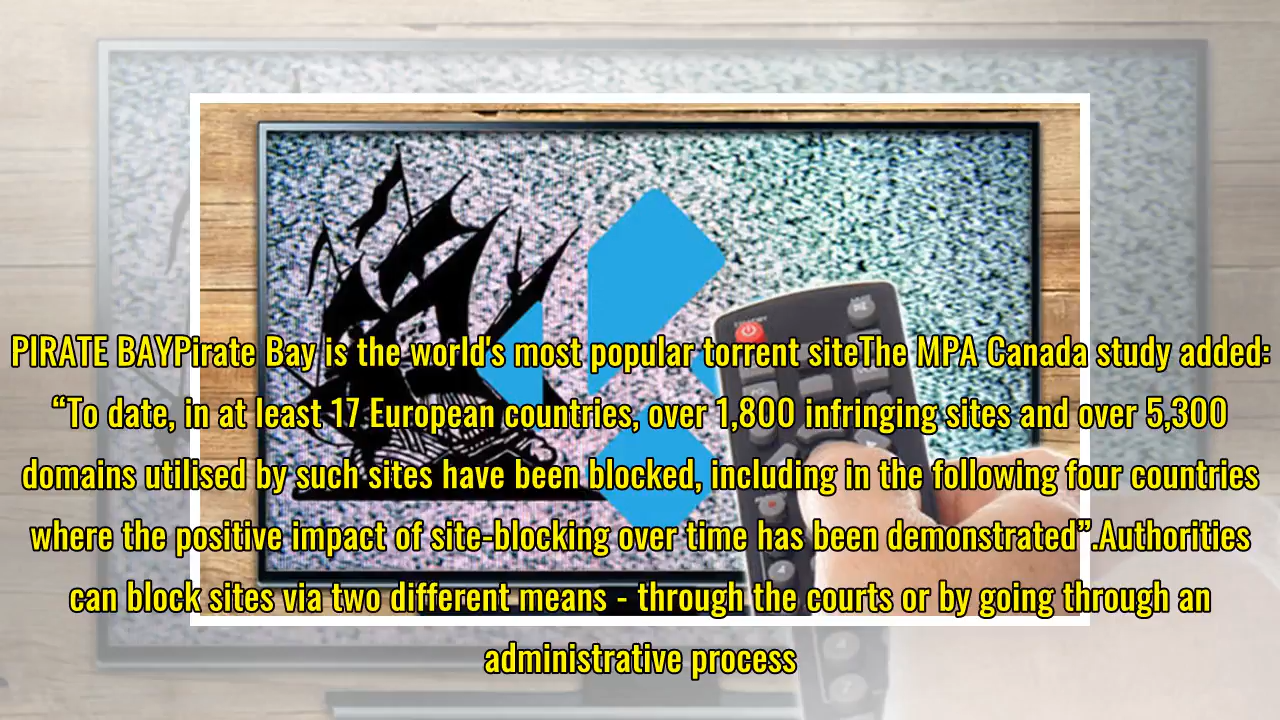 PIRATE BAYPirate Bay is the world's most popular torrent siteThe MPA Canada study added:
“To date, in at least 17 European countries, over 1,800 infringing sites and over 5,300
domains utilised by such sites have been blocked, including in the following four countries
where the positive impact of site-blocking over time has been demonstrated”.Authorities
can block sites via two different means - through the courts or by going through an
administrative process